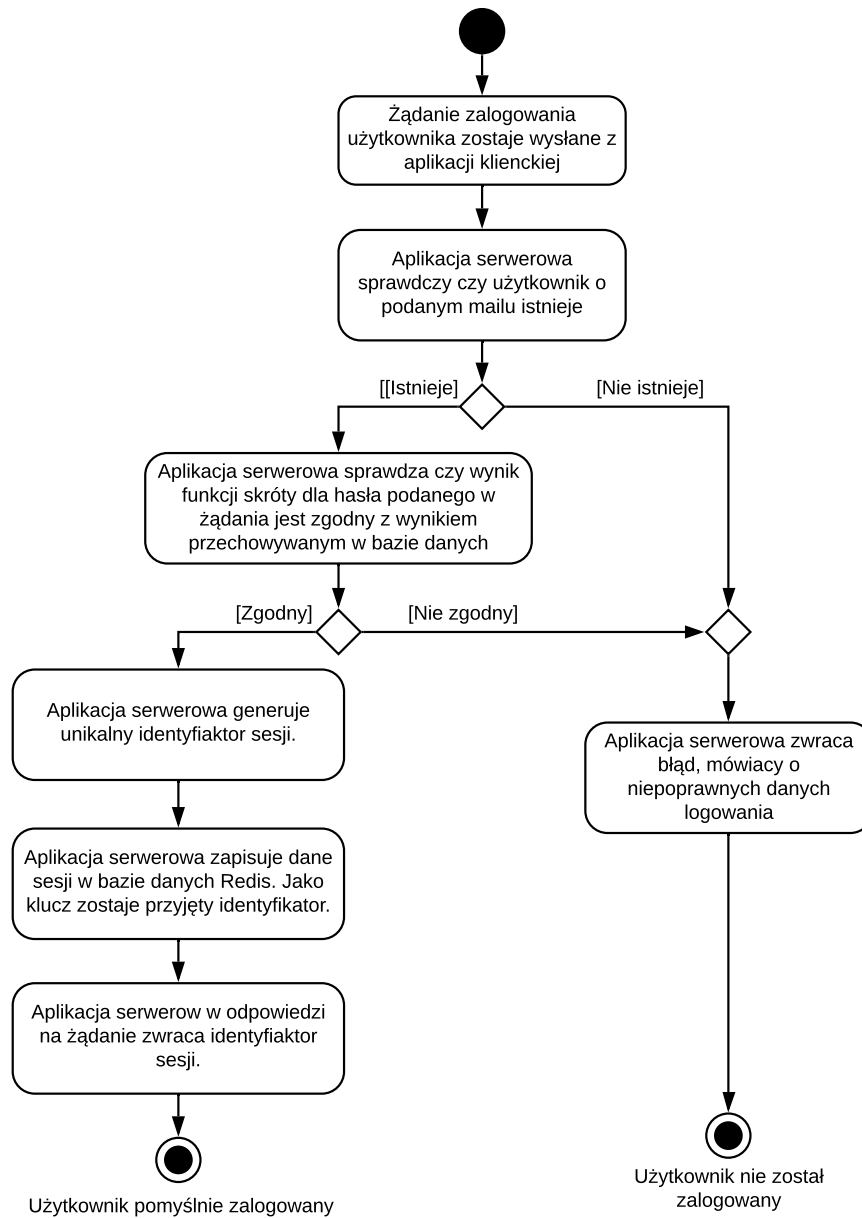 Żądanie zalogowania
użytkownika zostaje wysłane z
aplikacji klienckiej
Aplikacja serwerowa
sprawdczy czy użytkownik o
podanym mailu istnieje
[[Istnieje]
[Nie istnieje]
Aplikacja serwerowa sprawdza czy wynik
funkcji skróty dla hasła podanego w
żądania jest zgodny z wynikiem
przechowywanym w bazie danych
[Zgodny]
[Nie zgodny]
Aplikacja serwerowa generuje
unikalny identyfiaktor sesji.
Aplikacja serwerowa zwraca
błąd, mówiacy o
niepoprawnych danych
logowania
Aplikacja serwerowa zapisuje dane
sesji w bazie danych Redis. Jako
klucz zostaje przyjęty identyfikator.
Aplikacja serwerow w odpowiedzi
na żądanie zwraca identyfiaktor
sesji.
Użytkownik pomyślnie zalogowany
Użytkownik nie został
zalogowany